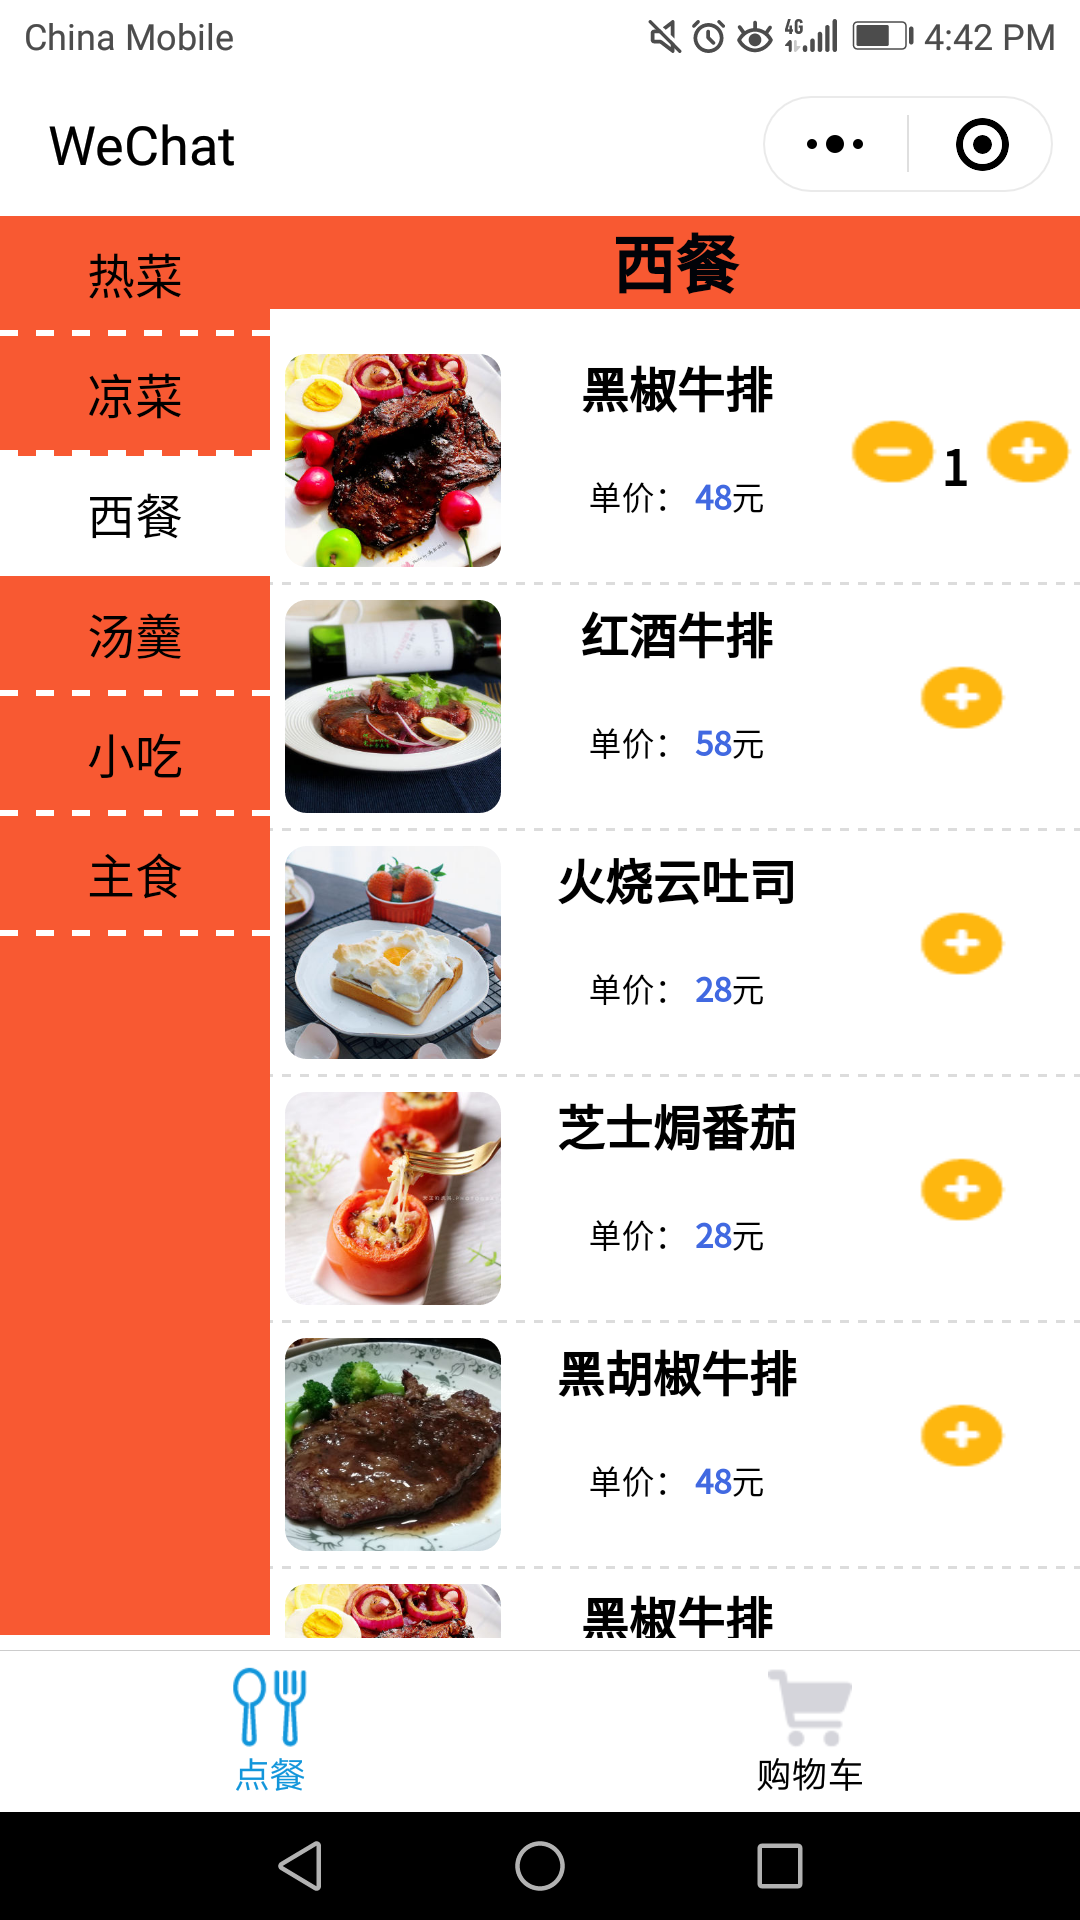 China Mobile
4G
4:42 PM
WeChat
热菜
凉菜
西餐
汤羹
小吃
主食
西餐
黑椒牛排
单价： 48元
1
红酒牛排
单价： 58元
火烧云吐司
单价： 28元
芝士焗番茄
单价： 28元
黑胡椒牛排
单价： 48元
黑椒牛排
点餐
购物车